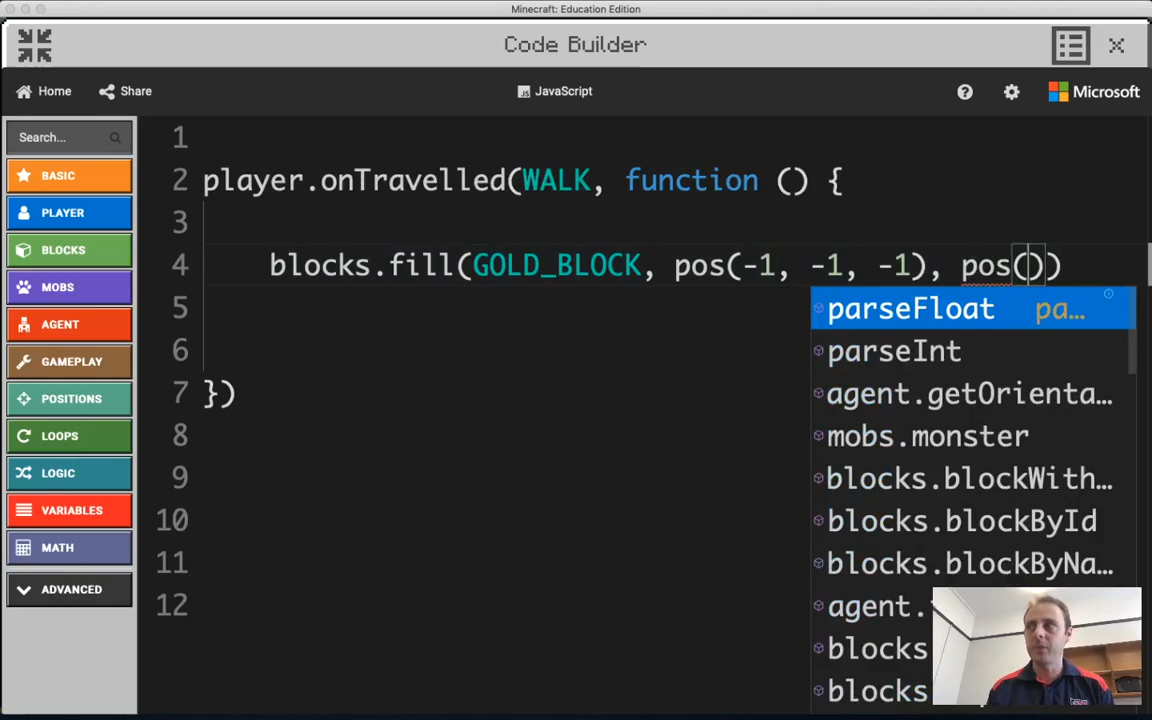 Minecraft: Education Edition
Code Builder
Home
Share
JavaScript
Microsoft
Search...
BASIC
PLAYER
BLOCKS
MOBS
AGENT
GAMEPLAY
POSITIONS
LOOPS
LOGIC
VARIABLES
MATH
ADVANCED
1
2 player.onTravelled(WALK, function () {
3
4 blocks.fill(GOLD_BLOCK, pos(-1, -1, -1), pos())
5
6
7 })
8
9
10
11
12
parseFloat pa...
parseInt
agent.getOrienta...
mobs.monster
blocks.blockWith...
blocks.blockById
blocks.blockByNa...
agent.
blocks
blocks